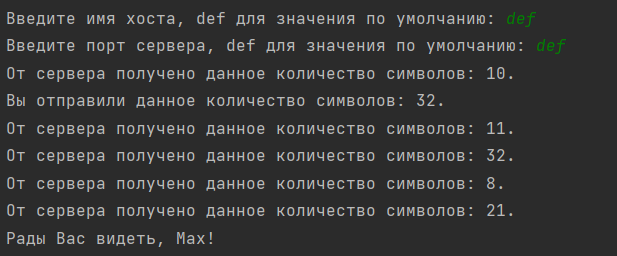 Введите имя хоста, def для значения по умолчанию: def
Введите порт сервера, def для значения по умолчанию: def
От сервера получено данное количество символов: 10.
Вы отправили данное количество символов: 32.
От сервера получено данное количество символов: 11.
От сервера получено данное количество символов: 32.
От сервера получено данное количество символов: 8.
От сервера получено данное количество символов: 21.
Рады Вас видеть, Max!